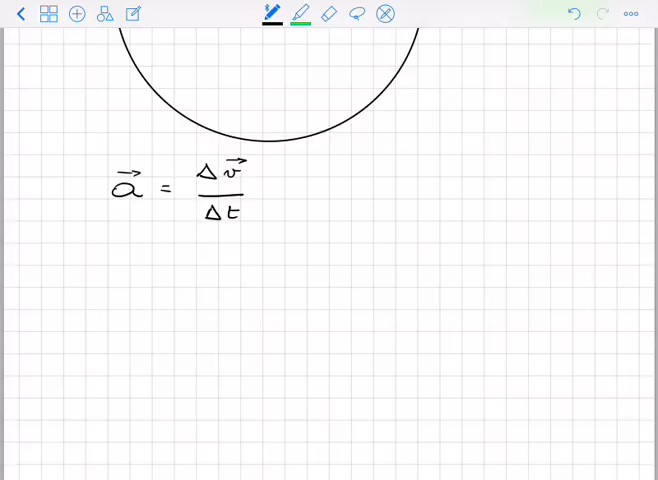 a⃗ = Δv⃗ / Δt